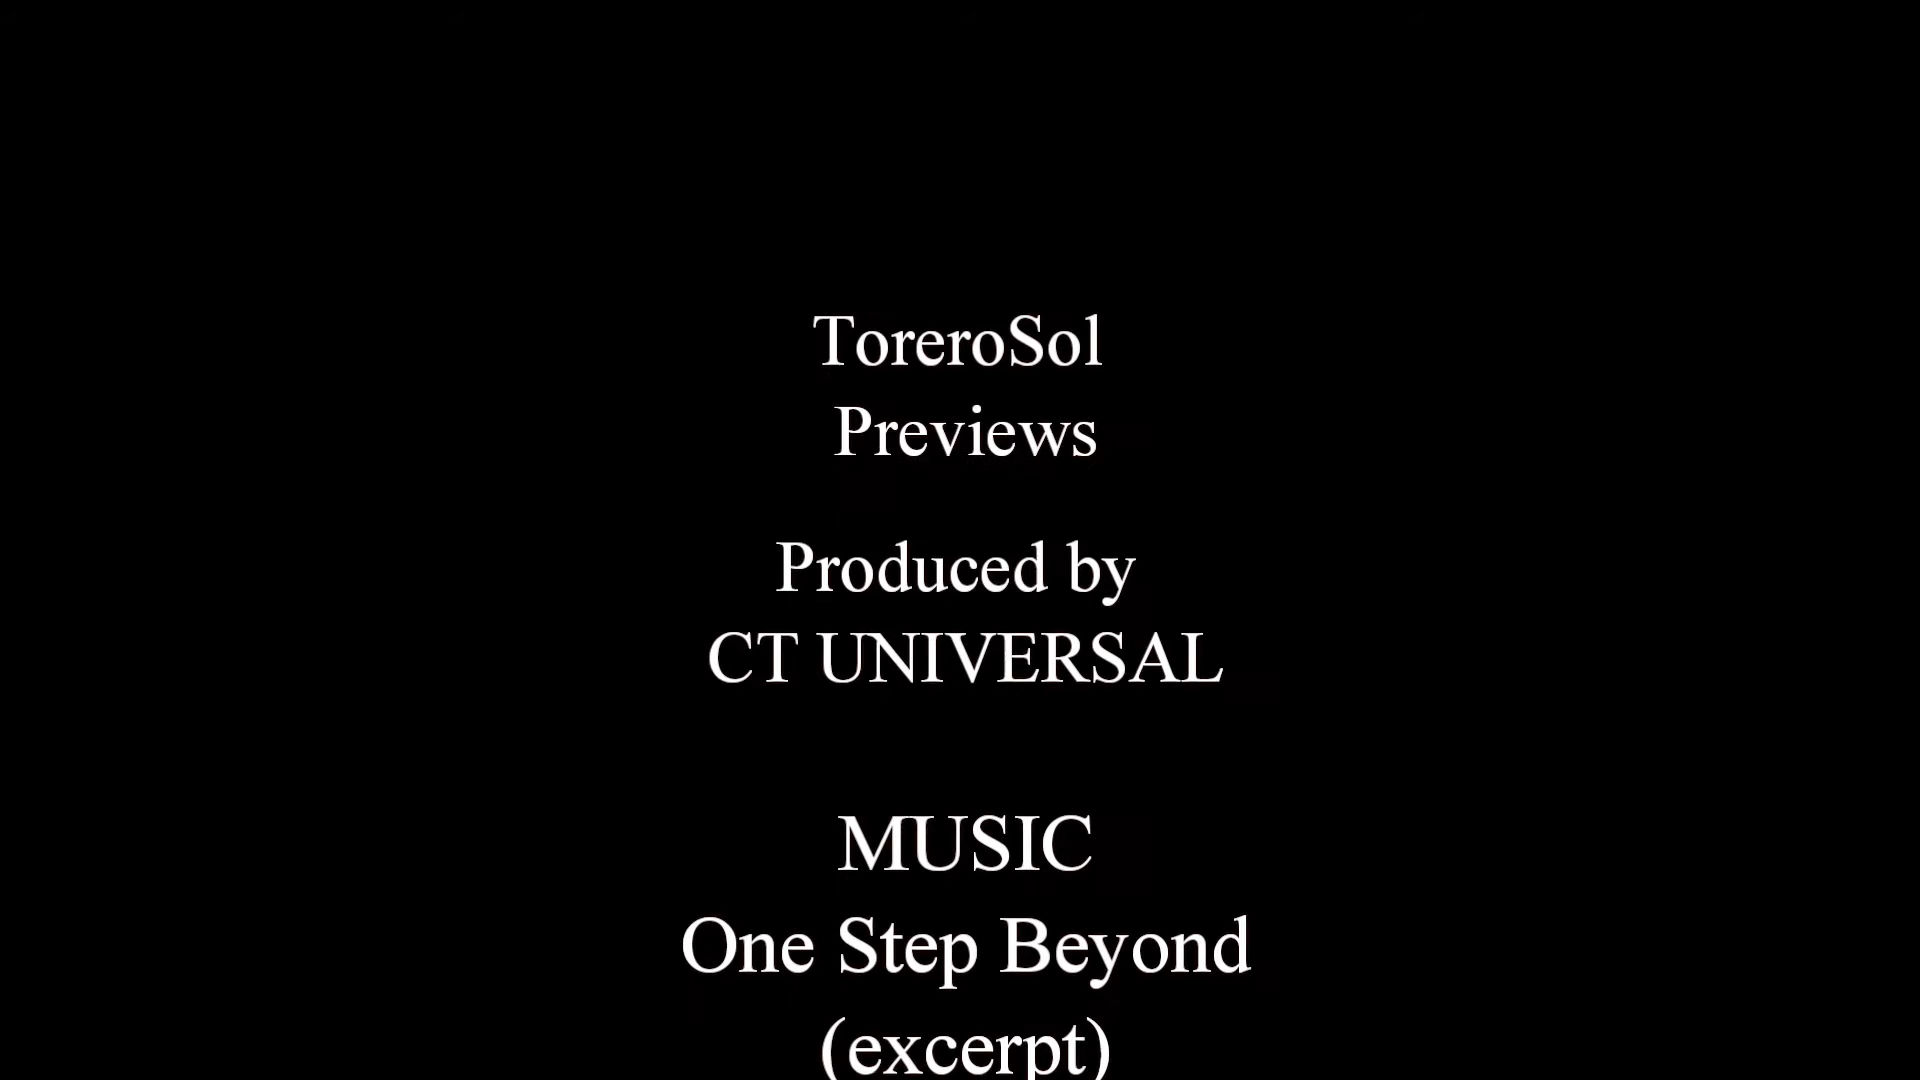 ToreroSol
Previews
Produced by
CT UNIVERSAL
MUSIC
One Step Beyond
(excerpt)